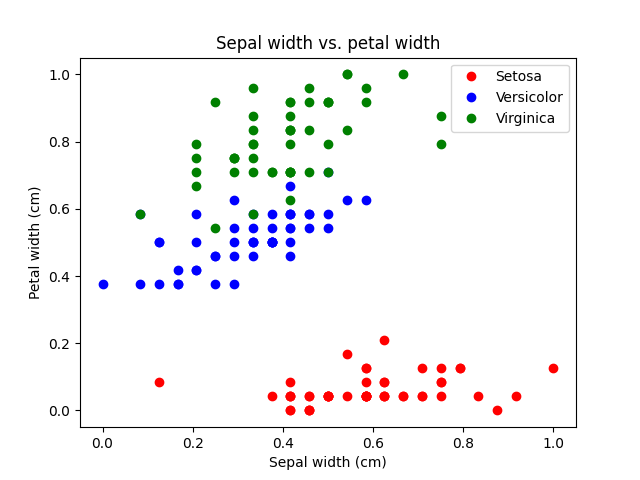 Sepal width vs. petal width
Setosa
Versicolor
Virginica
1.0
0.8
0.6
0.4
0.2
0.0
Petal width (cm)
0.0 0.2 0.4 0.6 0.8 1.0
Sepal width (cm)